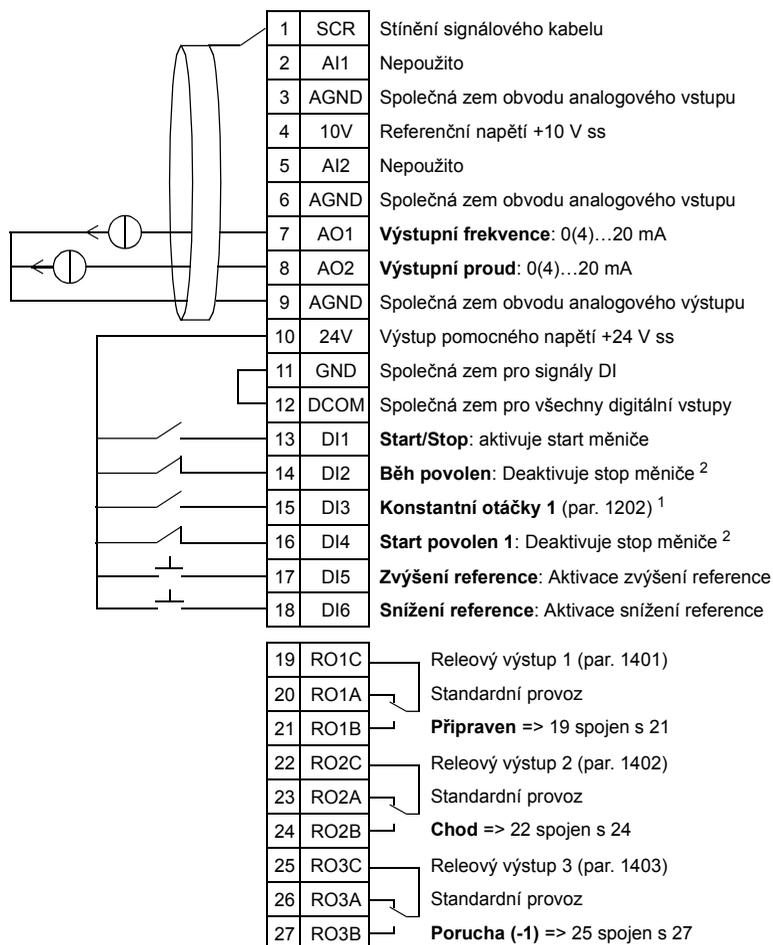 1 SCR Stínění signálového kabelu
2 AI1 Nepoužito
3 AGND Společná zem obvodu analogového vstupu
4 10V Referenční napětí +10 V ss
5 AI2 Nepoužito
6 AGND Společná zem obvodu analogového vstupu
7 AO1 Výstupní frekvence: 0(4)…20 mA
8 AO2 Výstupní proud: 0(4)…20 mA
9 AGND Společná zem obvodu analogového výstupu
10 24V Výstup pomocného napětí +24 V ss
11 GND Společná zem pro signály DI
12 DCOM Společná zem pro všechny digitální vstupy
13 DI1 Start/Stop: aktivuje start měniče
14 DI2 Běh povolen: Deaktivuje stop měniče 2
15 DI3 Konstantní otáčky 1 (par. 1202) 1
16 DI4 Start povolen 1: Deaktivuje stop měniče 2
17 DI5 Zvýšení reference: Aktivace zvýšení reference
18 DI6 Snížení reference: Aktivace snížení reference
19 RO1C Releový výstup 1 (par. 1401)
20 RO1A Standardní provoz
21 RO1B Připraven => 19 spojen s 21
22 RO2C Releový výstup 2 (par. 1402)
23 RO2A Standardní provoz
24 RO2B Chod => 22 spojen s 24
25 RO3C Releový výstup 3 (par. 1403)
26 RO3A Standardní provoz
27 RO3B Porucha (-1) => 25 spojen s 27